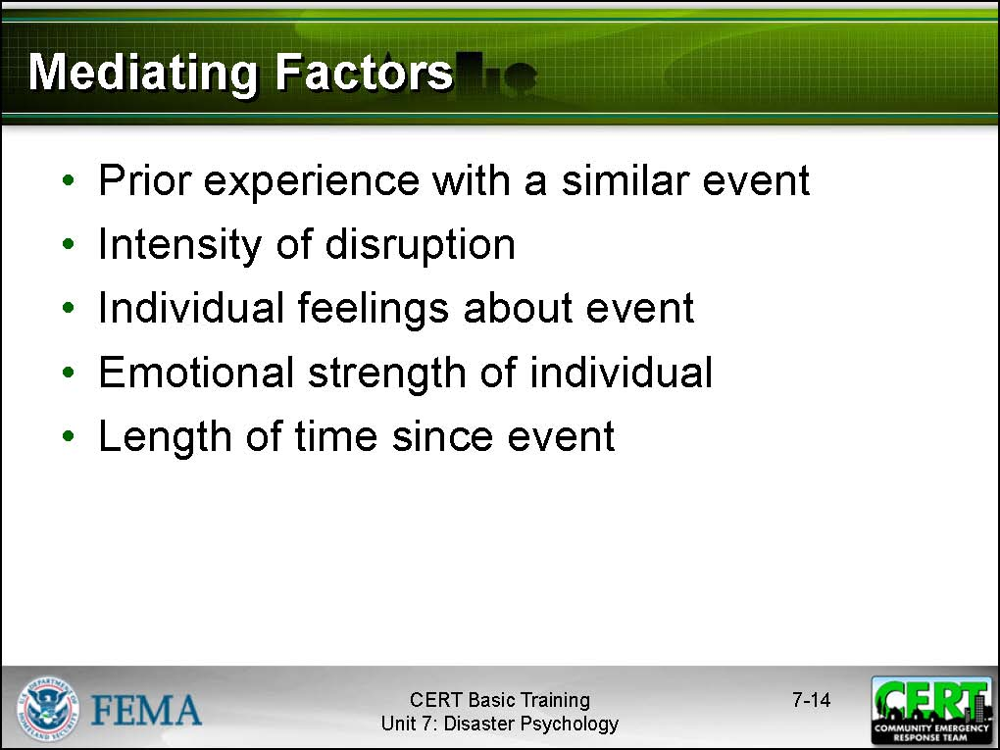 Mediating Factors
• Prior experience with a similar event
• Intensity of disruption
• Individual feelings about event
• Emotional strength of individual
• Length of time since event
U.S. DEPARTMENT OF HOMELAND SECURITY
FEMA
CERT Basic Training
Unit 7: Disaster Psychology
7-14
CERT
COMMUNITY EMERGENCY
RESPONSE TEAM